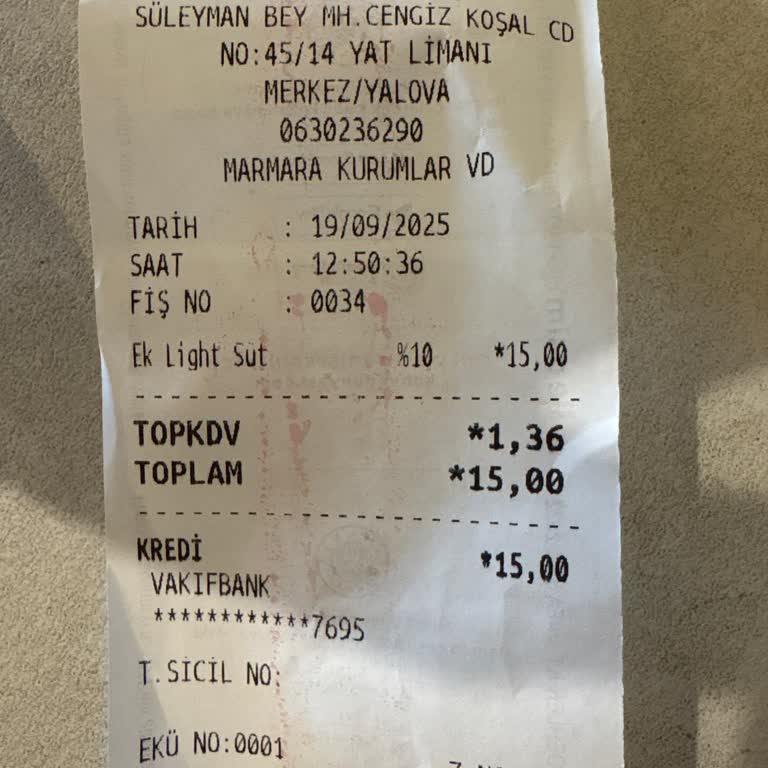 SÜLEYMAN BEY MH.CENGİZ KOŞAL CD
NO:45/14 YAT LİMANI
MERKEZ/YALOVA
0630236290
MARMARA KURUMLAR VD
TARİH : 19/09/2025
SAAT : 12:50:36
FİŞ NO : 0034
Ek Light Süt %10 *15,00
TOPKDV *1,36
TOPLAM *15,00
KREDİ *15,00
VAKIFBANK
************7695
T.SİCİL NO:
EKÜ NO:0001